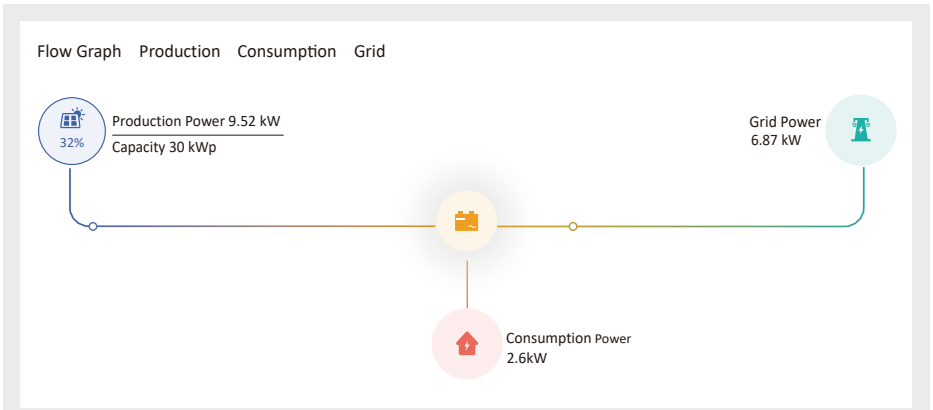 Flow Graph Production Consumption Grid
32%
Production Power 9.52 kW
Capacity 30 kWp
Grid Power
6.87 kW
Consumption Power
2.6kW